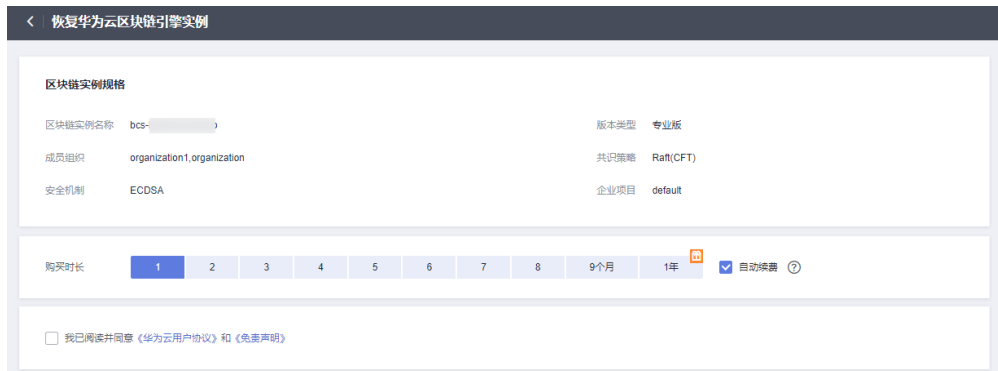 恢复华为云区块链引擎实例
区块链实例规格
区块链实例名称 bcs-
版本类型 专业版
成员组织 organization1,organization
共识策略 Raft(CFT)
安全机制 ECDSA
企业项目 default
购买时长 1 2 3 4 5 6 7 8 9个月 1年 自动续费 ?
我已阅读并同意《华为云用户协议》和《免责声明》